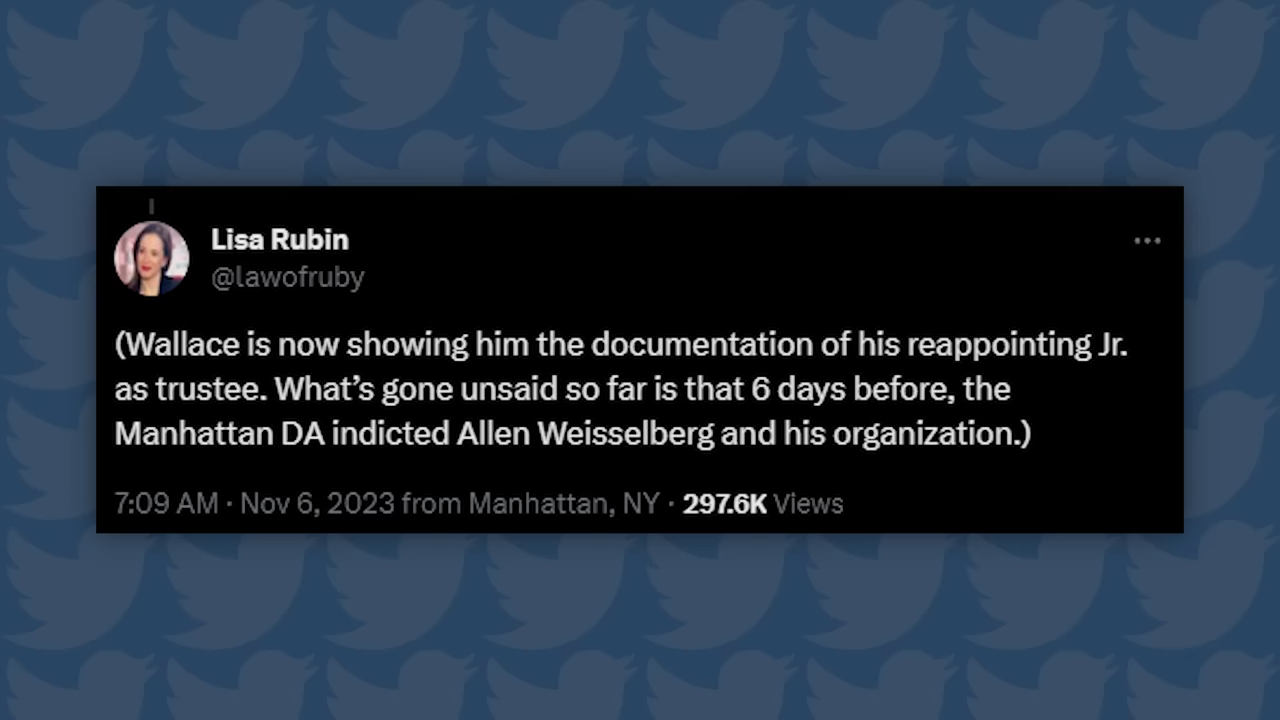 Lisa Rubin
@lawofruby
(Wallace is now showing him the documentation of his reappointing Jr.
as trustee. What’s gone unsaid so far is that 6 days before, the
Manhattan DA indicted Allen Weisselberg and his organization.)
7:09 AM · Nov 6, 2023 from Manhattan, NY · 297.6K Views